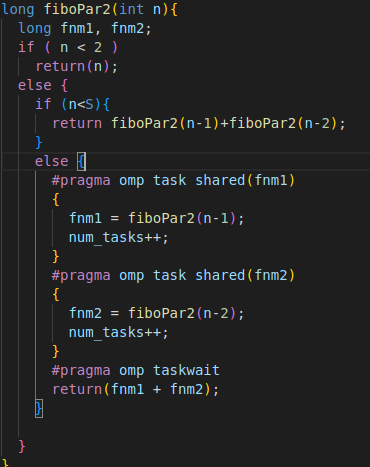 long fiboPar2(int n){
  long fnm1, fnm2;
  if ( n < 2 )
    return(n);
  else {
    if (n<S){
      return fiboPar2(n-1)+fiboPar2(n-2);
    }
    else {
      #pragma omp task shared(fnm1)
      {
        fnm1 = fiboPar2(n-1);
        num_tasks++;
      }
      #pragma omp task shared(fnm2)
      {
        fnm2 = fiboPar2(n-2);
        num_tasks++;
      }
      #pragma omp taskwait
      return(fnm1 + fnm2);
    }

  }
}